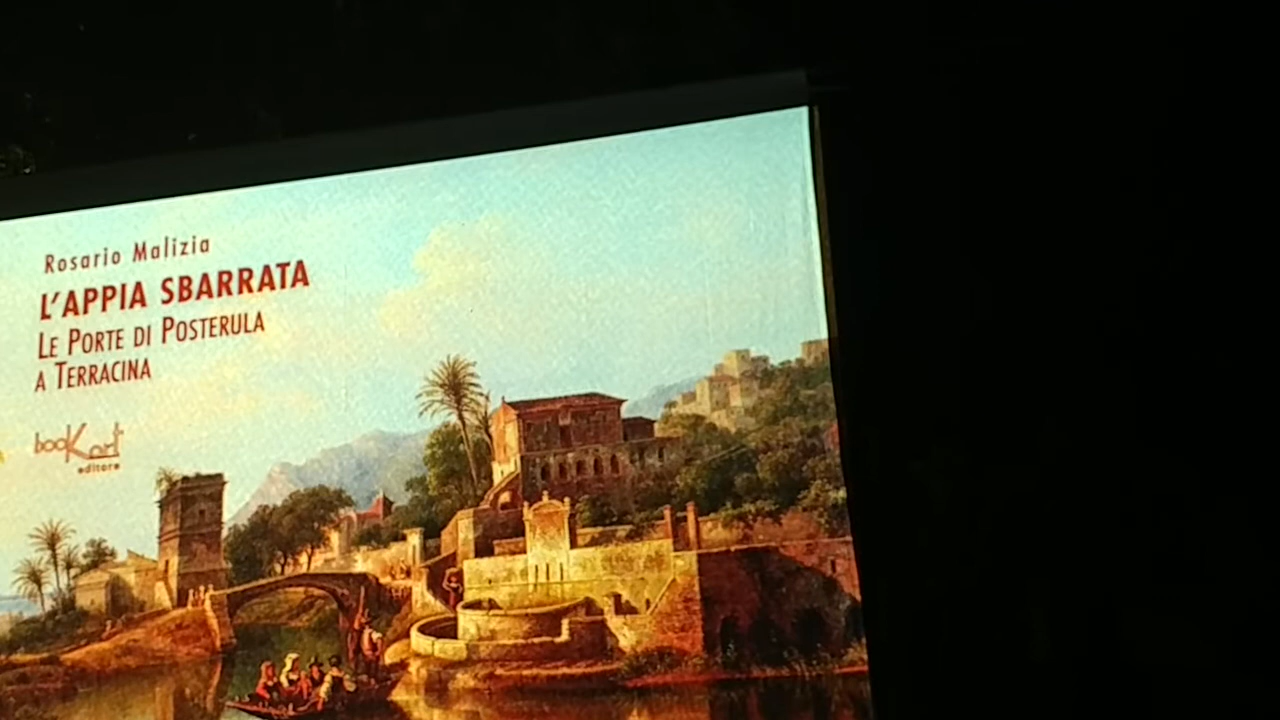 Rosario Malizia
L'APPIA SBARRATA
LE PORTE DI POSTERULA
A TERRACINA
bookart
editore